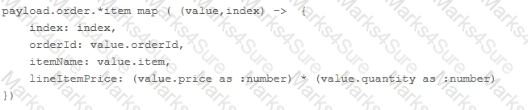 payload.order.*item map ( (value,index) -> {
index: index,
orderId: value.orderId,
itemName: value.item,
lineItemPrice: (value.price as :number) * (value.quantity as :number)
})
Marks4Sure